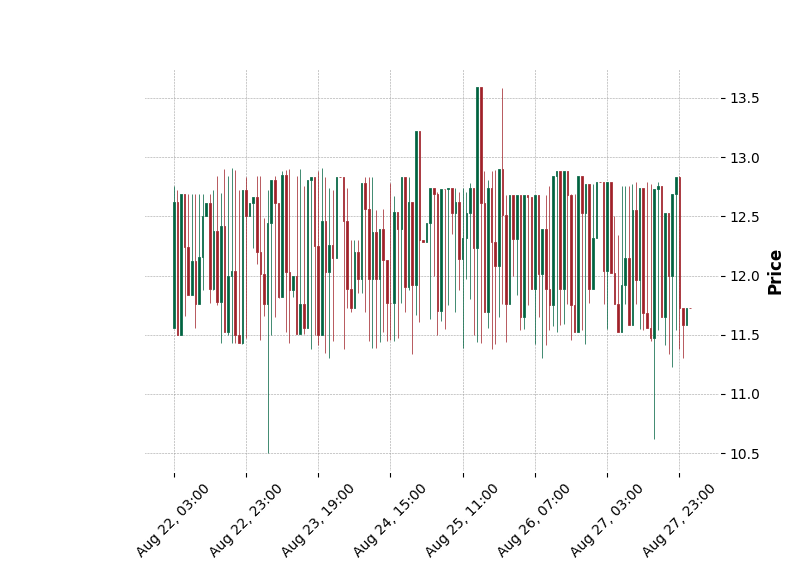 13.5
13.0
12.5
12.0
11.5
11.0
10.5
Price
Aug 22, 03:00
Aug 22, 23:00
Aug 23, 19:00
Aug 24, 15:00
Aug 25, 11:00
Aug 26, 07:00
Aug 27, 03:00
Aug 27, 23:00